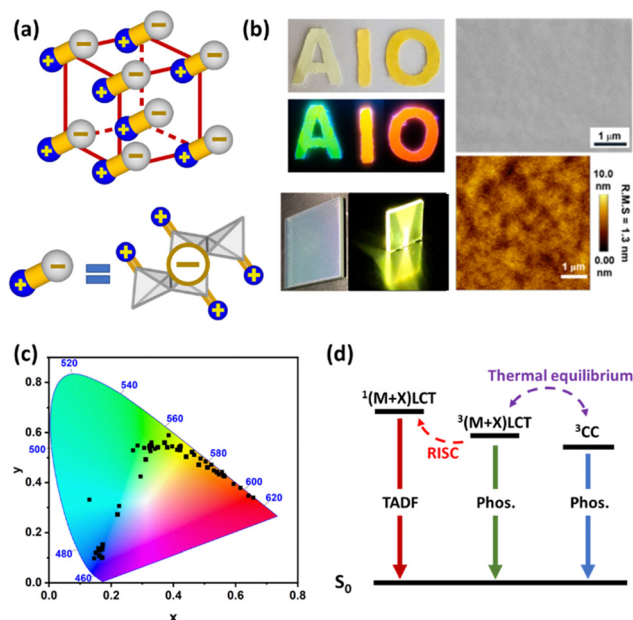 (a)
+ −
+ −
+ −
+ −
+ −
+ −
+ −
+ −
+ − = + + − + +
(b)
AIO
AIO
1 μm
10.0
nm
0.00
nm
R.M.S = 1.3 nm
1 μm
(c)
0.8
0.6
0.4
0.2
0.0
y
0.0 0.2 0.4 0.6 0.8
x
520
540
560
580
600
620
500
480
460
(d)
Thermal equilibrium
¹(M+X)LCT
³(M+X)LCT
³CC
RISC
TADF
Phos.
Phos.
S₀